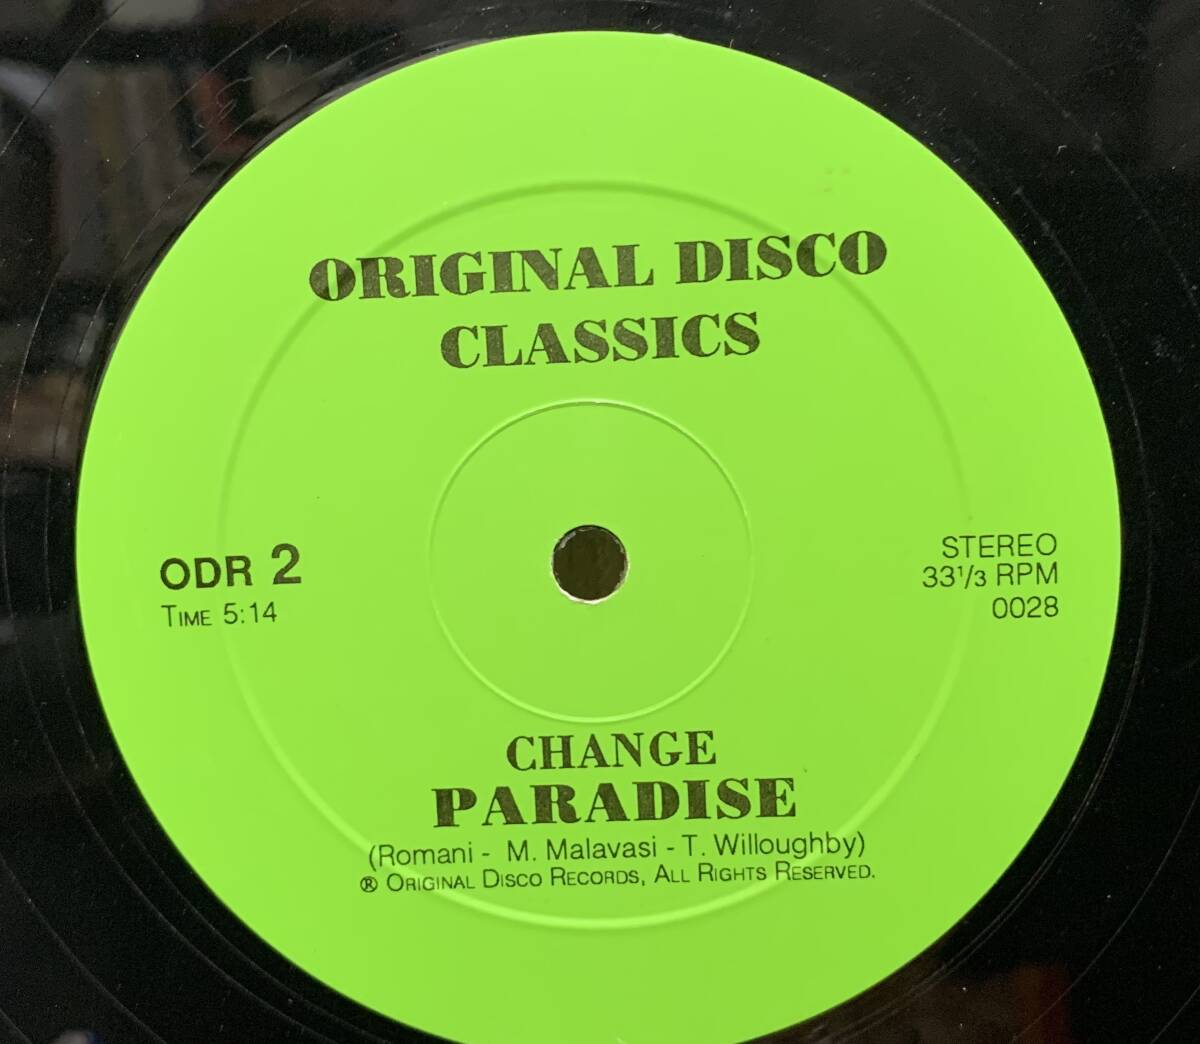 ORIGINAL DISCO
CLASSICS
ODR 2
TIME 5:14
STEREO
33 1/3 RPM
0028
CHANGE
PARADISE
(Romani - M. Malavasi - T. Willoughby)
® ORIGINAL DISCO RECORDS, ALL RIGHTS RESERVED.